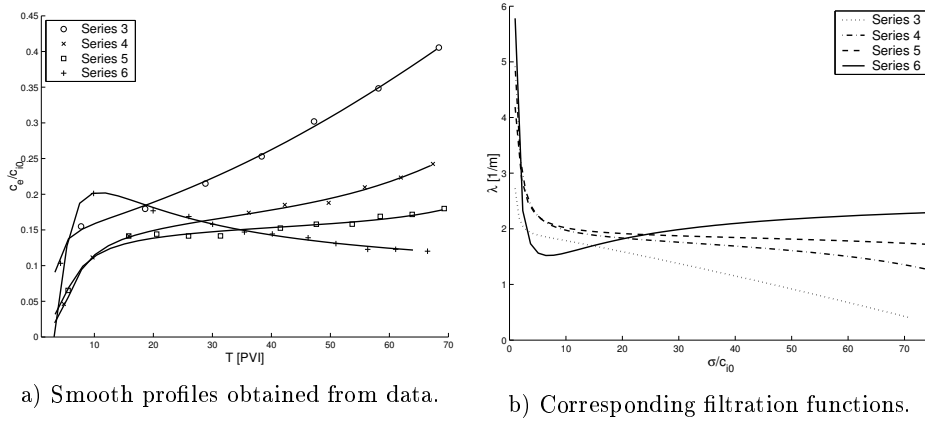 0.45
0.4
0.35
0.3
0.25
0.2
0.15
0.1
0.05
0
c_e/c_i0
Series 3
Series 4
Series 5
Series 6
10 20 30 40 50 60 70
T [PVI]
a) Smooth profiles obtained from data.
6
5
4
3
2
1
0
λ [1/m]
Series 3
Series 4
Series 5
Series 6
0 10 20 30 40 50 60 70
σ/c_i0
b) Corresponding filtration functions.